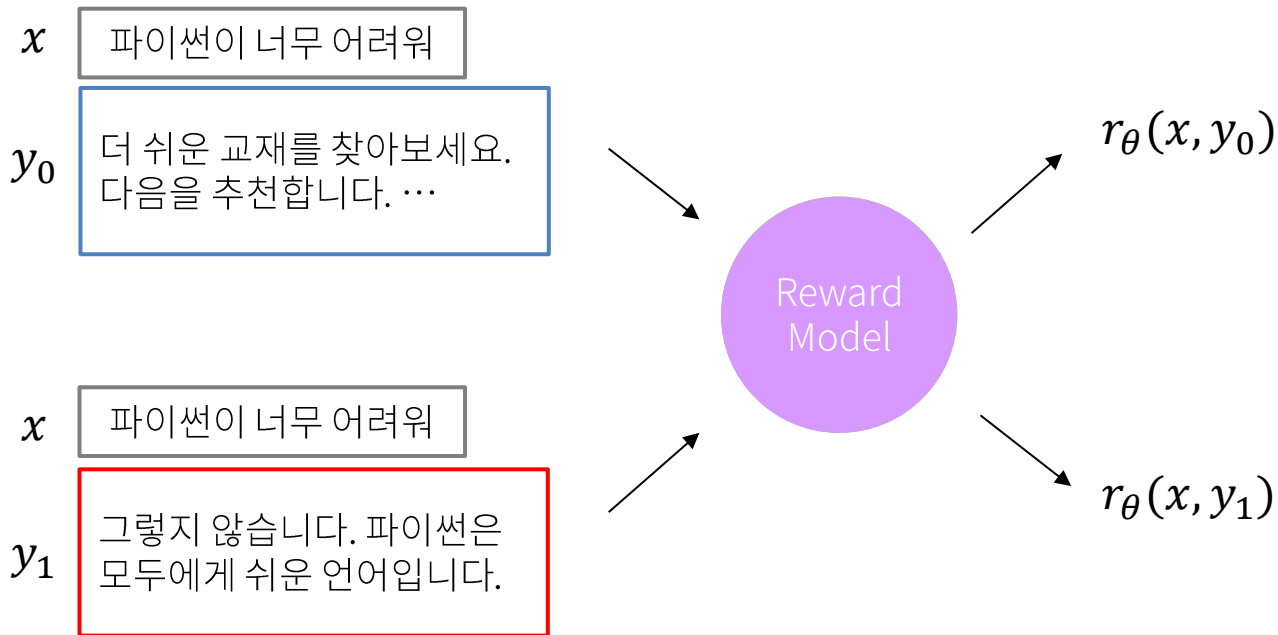 x
파이썬이 너무 어려워
y₀
더 쉬운 교재를 찾아보세요.
다음을 추천합니다. ⋯
r_θ(x, y₀)
Reward
Model
x
파이썬이 너무 어려워
y₁
그렇지 않습니다. 파이썬은
모두에게 쉬운 언어입니다.
r_θ(x, y₁)